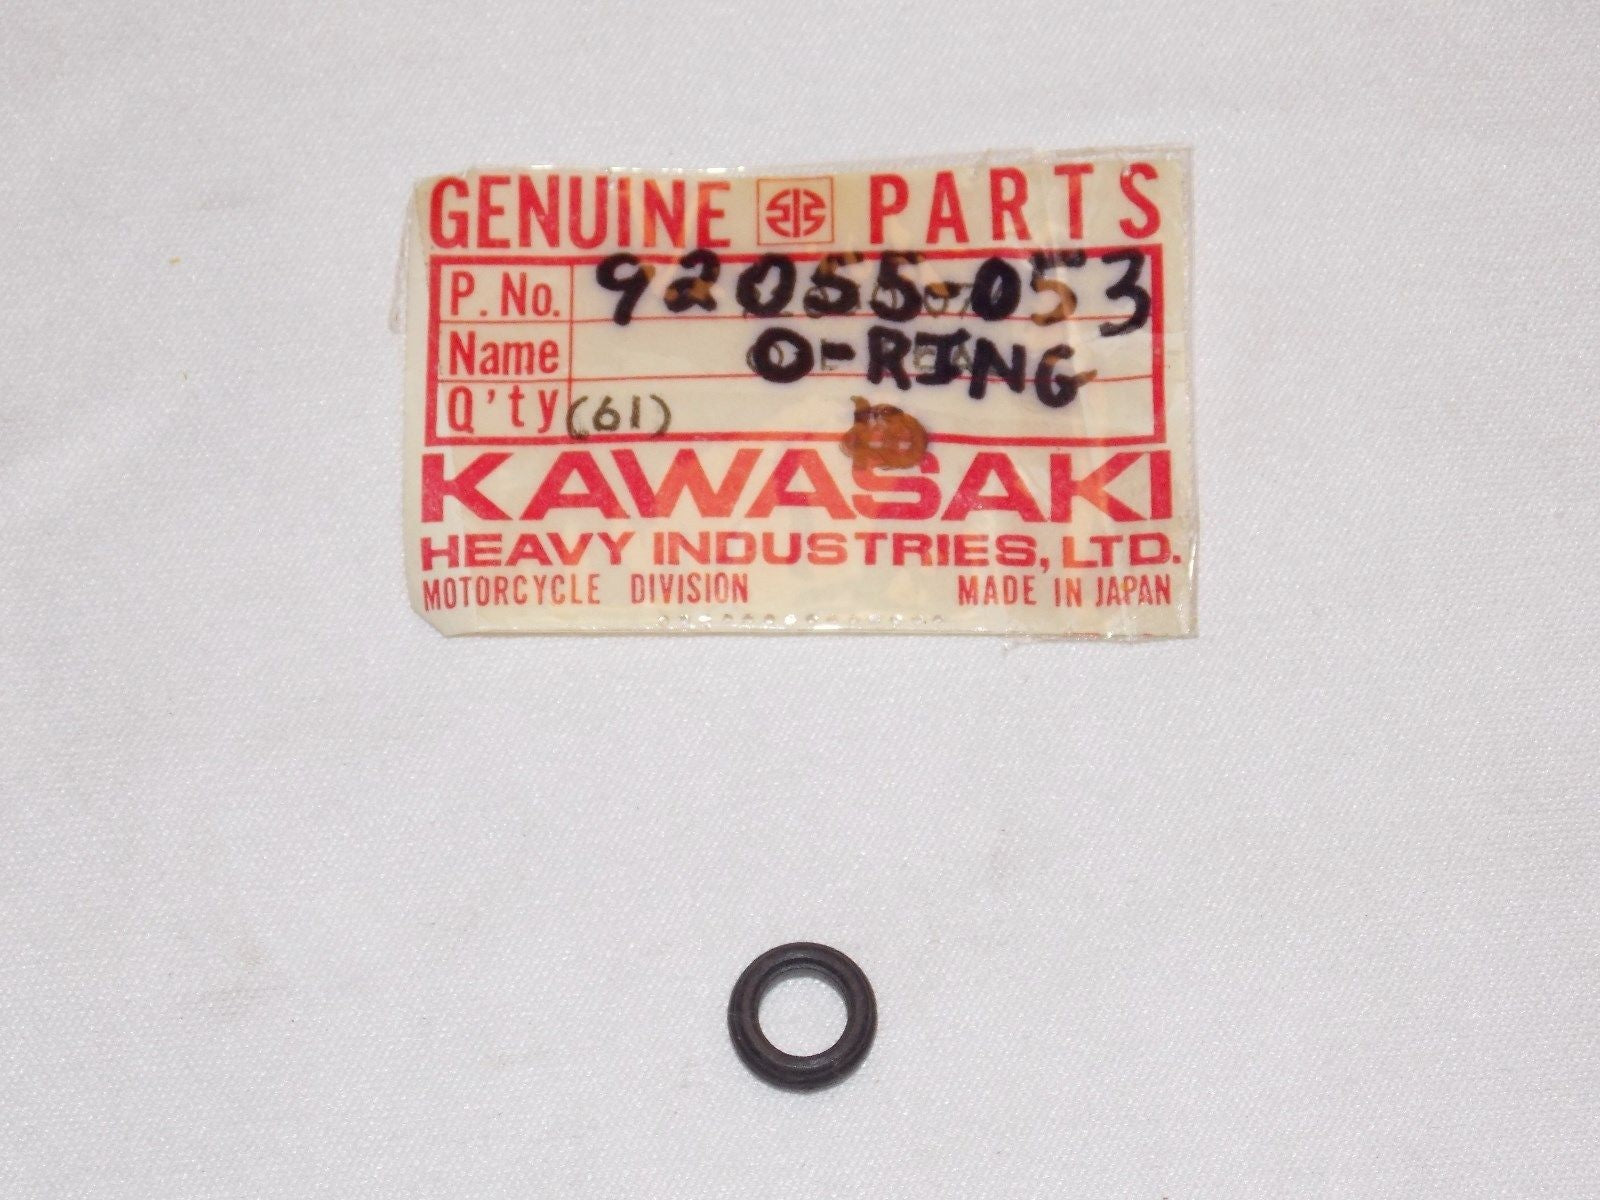 GENUINE PARTS
P. No. 92055-053
Name O-RING
Q'ty (61)
KAWASAKI
HEAVY INDUSTRIES, LTD.
MOTORCYCLE DIVISION MADE IN JAPAN